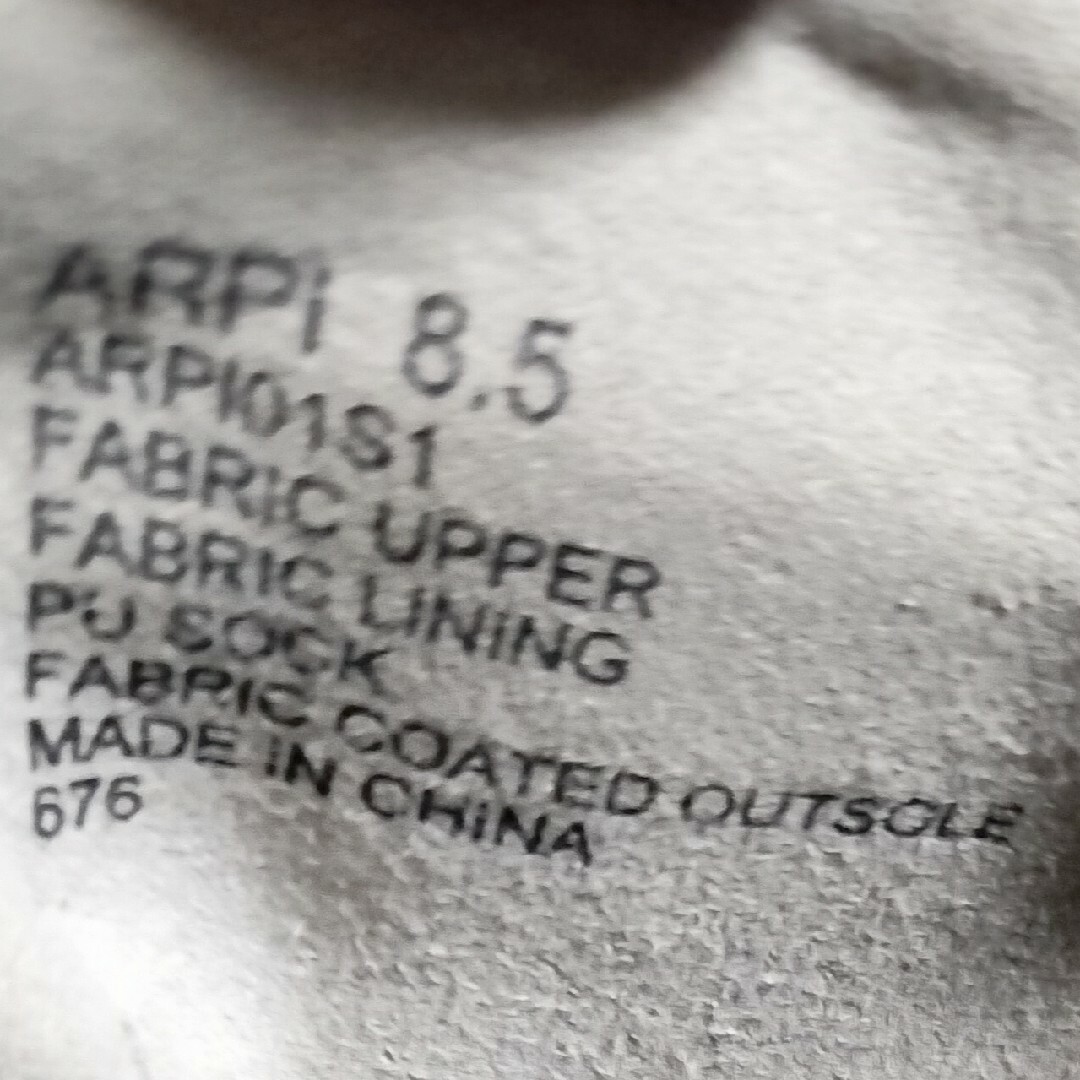 ARPi 8.5
ARPI01S1
FABRIC UPPER
FABRIC LINING
PU SOCK
FABRIC COATED OUTSOLE
MADE IN CHINA
676